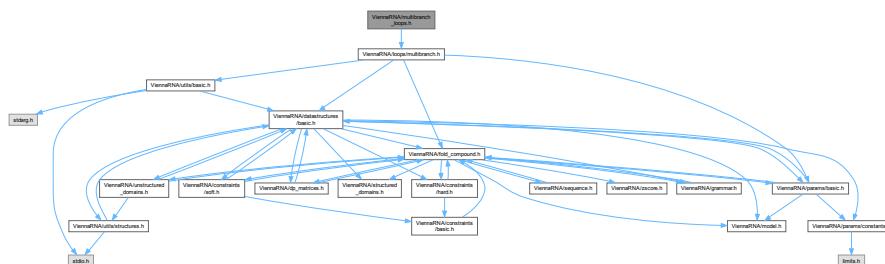 ViennaRNA/multibranch
_loops.h
ViennaRNA/loops/multibranch.h
ViennaRNA/utils/basic.h
stdarg.h
ViennaRNA/datastructures
/basic.h
ViennaRNA/fold_compound.h
ViennaRNA/unstructured
_domains.h
ViennaRNA/constraints
/soft.h
ViennaRNA/dp_matrices.h
ViennaRNA/structured
_domains.h
ViennaRNA/constraints
/hard.h
ViennaRNA/sequence.h
ViennaRNA/zscore.h
ViennaRNA/grammar.h
ViennaRNA/params/basic.h
ViennaRNA/utils/structures.h
ViennaRNA/constraints
/basic.h
ViennaRNA/model.h
ViennaRNA/params/constants
stdio.h
limits.h